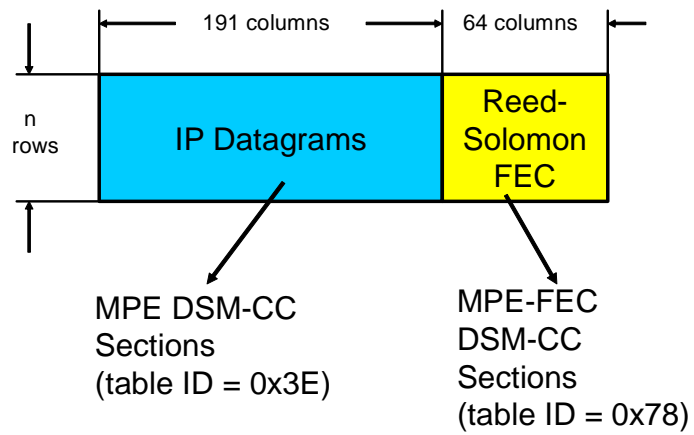 191 columns
64 columns
n
rows
IP Datagrams
Reed-
Solomon
FEC
MPE DSM-CC
Sections
(table ID = 0x3E)
MPE-FEC
DSM-CC
Sections
(table ID = 0x78)